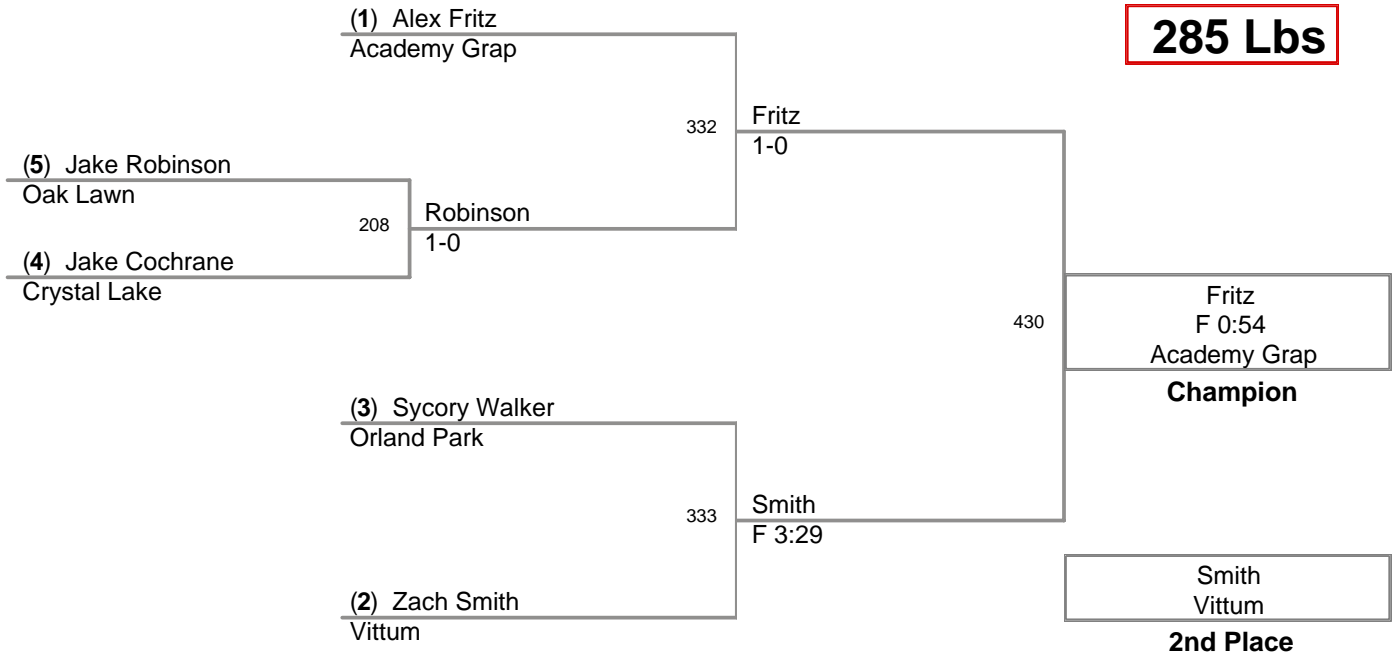 (1) Alex Fritz
Academy Grap
285 Lbs
332
Fritz
1-0
(5) Jake Robinson
Oak Lawn
208
Robinson
1-0
(4) Jake Cochrane
Crystal Lake
430
Fritz
F 0:54
Academy Grap
Champion
(3) Sycory Walker
Orland Park
333
Smith
F 3:29
(2) Zach Smith
Vittum
Smith
Vittum
2nd Place